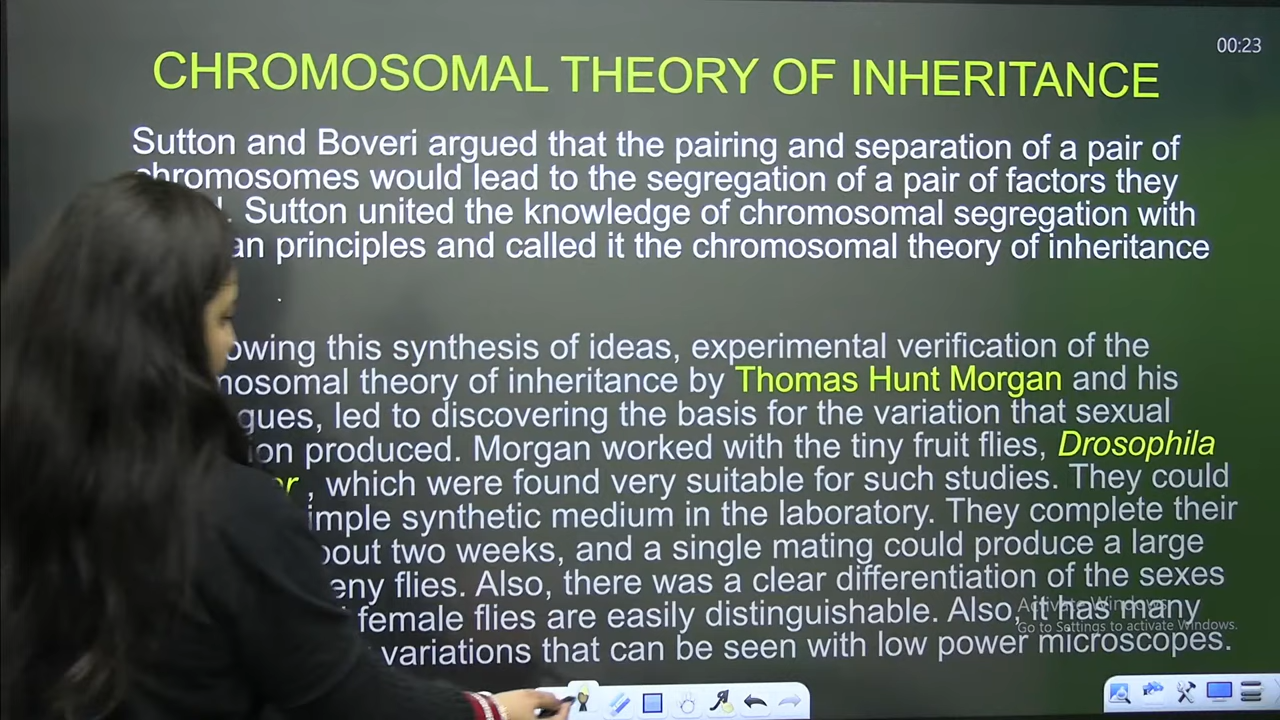 00:23
CHROMOSOMAL THEORY OF INHERITANCE
Sutton and Boveri argued that the pairing and separation of a pair of
chromosomes would lead to the segregation of a pair of factors they
. Sutton united the knowledge of chromosomal segregation with
an principles and called it the chromosomal theory of inheritance
owing this synthesis of ideas, experimental verification of the
nosomal theory of inheritance by Thomas Hunt Morgan and his
gues, led to discovering the basis for the variation that sexual
ion produced. Morgan worked with the tiny fruit flies, Drosophila
er , which were found very suitable for such studies. They could
imple synthetic medium in the laboratory. They complete their
bout two weeks, and a single mating could produce a large
eny flies. Also, there was a clear differentiation of the sexes
female flies are easily distinguishable. Also, it has many
variations that can be seen with low power microscopes.
Activate Windows
Go to Settings to activate Windows.